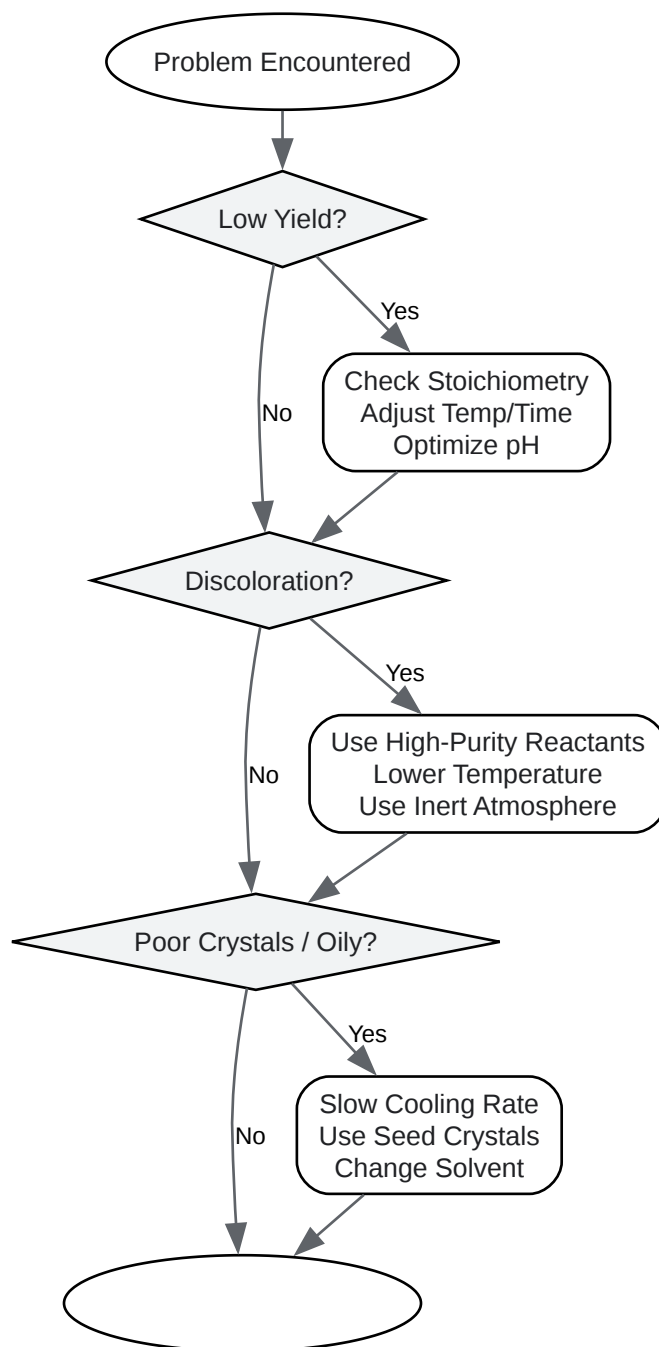 Problem Encountered
Low Yield?
Yes
Check Stoichiometry
Adjust Temp/Time
Optimize pH
No
Discoloration?
Yes
Use High-Purity Reactants
Lower Temperature
Use Inert Atmosphere
No
Poor Crystals / Oily?
Yes
Slow Cooling Rate
Use Seed Crystals
Change Solvent
No